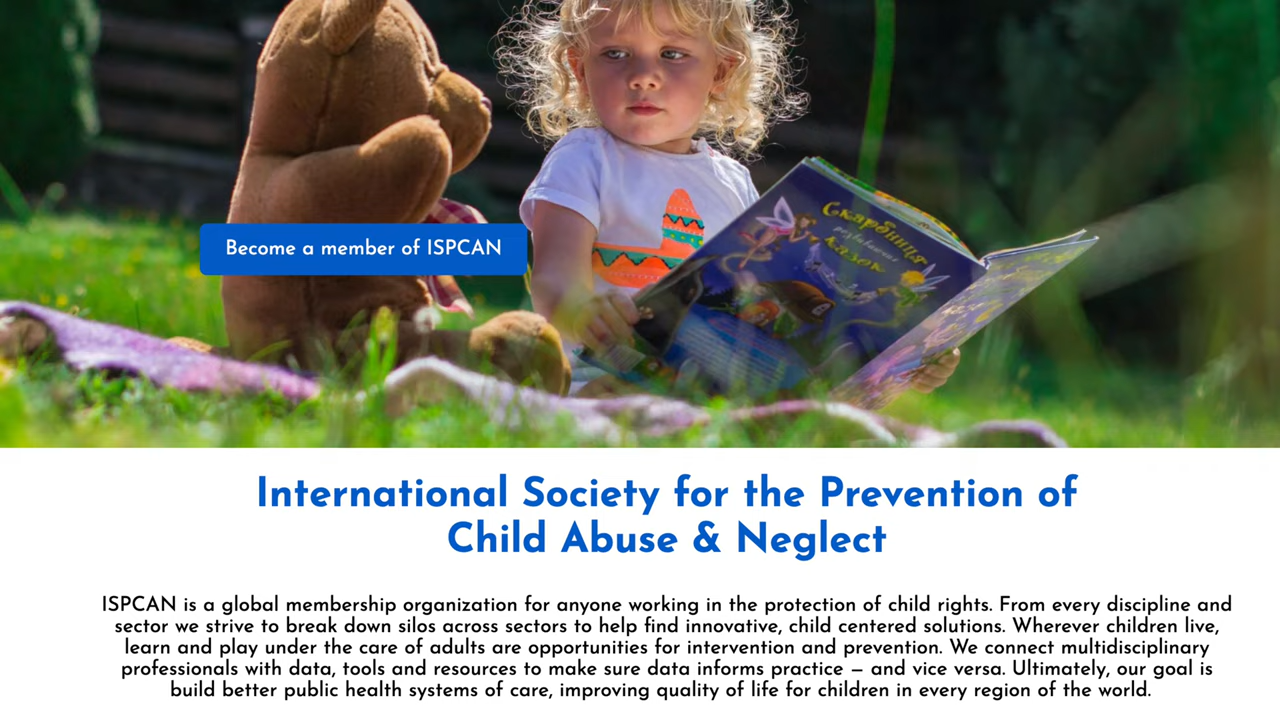 Скарбниця
казок
Become a member of ISPCAN
International Society for the Prevention of
Child Abuse & Neglect
ISPCAN is a global membership organization for anyone working in the protection of child rights. From every discipline and
sector we strive to break down silos across sectors to help find innovative, child centered solutions. Wherever children live,
learn and play under the care of adults are opportunities for intervention and prevention. We connect multidisciplinary
professionals with data, tools and resources to make sure data informs practice – and vice versa. Ultimately, our goal is
build better public health systems of care, improving quality of life for children in every region of the world.